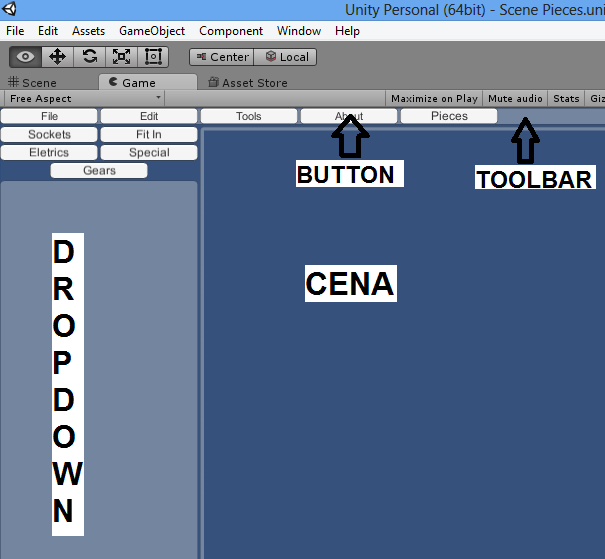 Unity Personal (64bit) - Scene Pieces.uni
File Edit Assets GameObject Component Window Help
Center Local
Scene Game Asset Store
Free Aspect Maximize on Play Mute audio Stats Giz
File Edit Tools About Pieces
Sockets Fit In
Eletrics Special
Gears
BUTTON
TOOLBAR
CENA
D
R
O
P
D
O
W
N